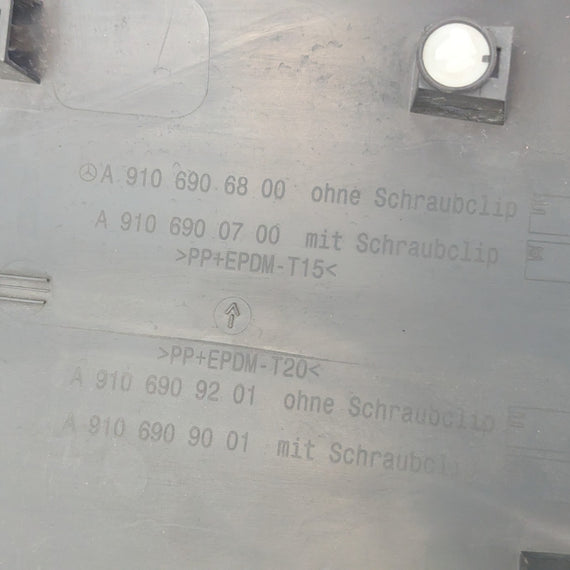 A 910 690 68 00 ohne Schraubclip
A 910 690 07 00 mit Schraubclip
>PP+EPDM-T15<
>PP+EPDM-T20<
A 910 690 92 01 ohne Schraubclip
A 910 690 90 01 mit Schraubclip